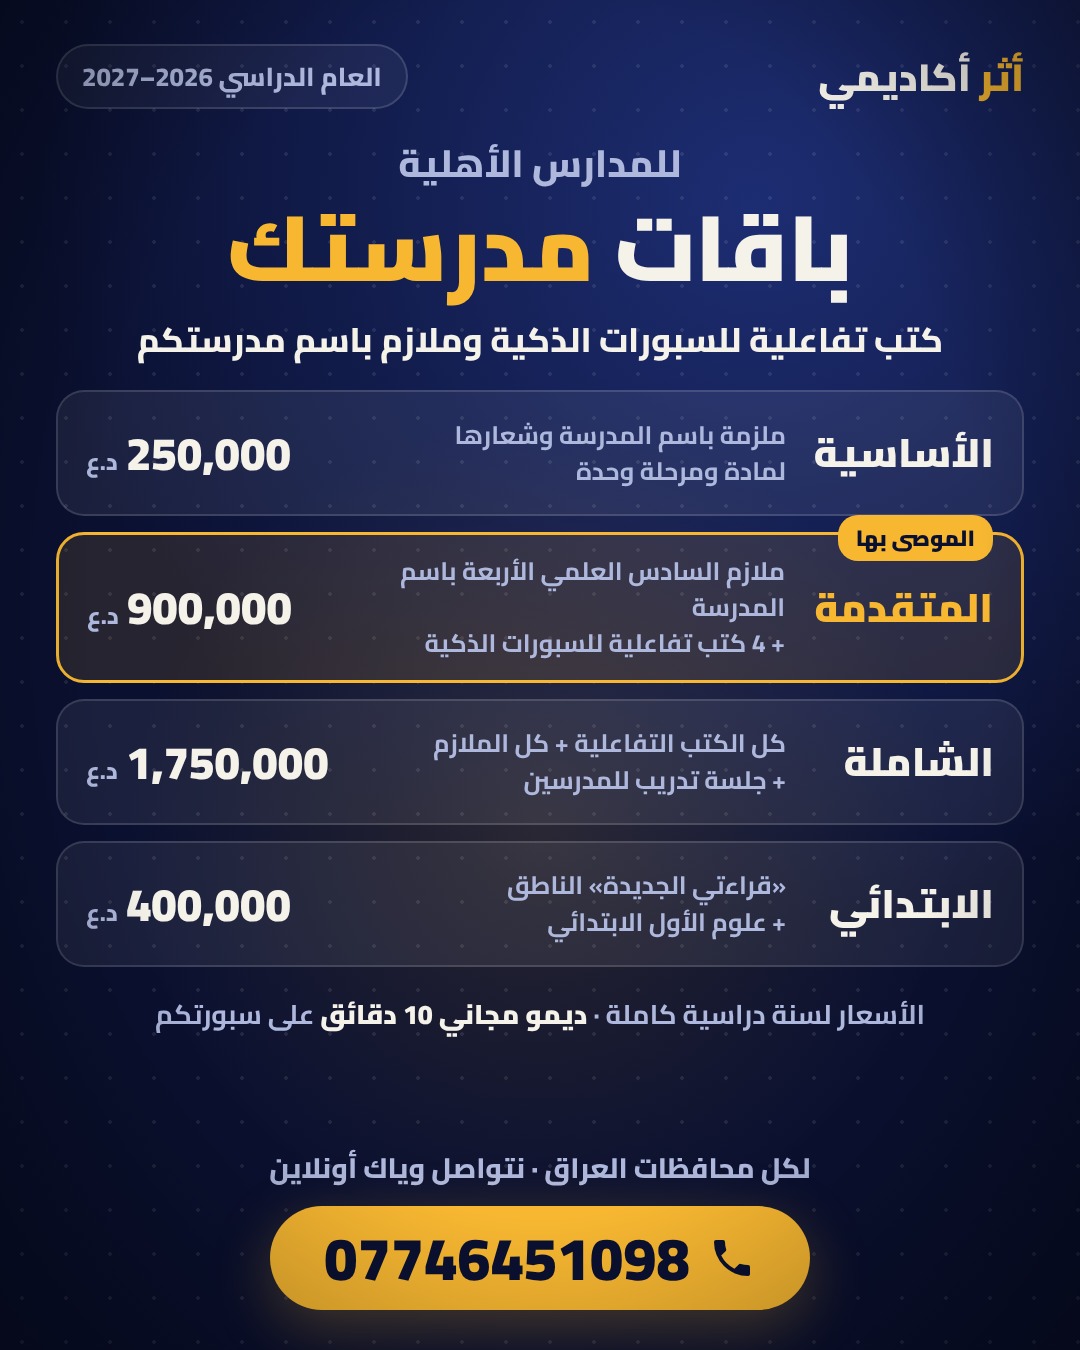 أثر أكاديمي
العام الدراسي 2026–2027
للمدارس الأهلية
باقات مدرستك
كتب تفاعلية للسبورات الذكية وملازم باسم مدرستكم
الأساسية
ملزمة باسم المدرسة وشعارها
لمادة ومرحلة وحدة
250,000 د.ع
الموصى بها
المتقدمة
ملازم السادس العلمي الأربعة باسم
المدرسة
+ 4 كتب تفاعلية للسبورات الذكية
900,000 د.ع
الشاملة
كل الكتب التفاعلية + كل الملازم
+ جلسة تدريب للمدرسين
1,750,000 د.ع
الابتدائي
«قراءتي الجديدة» الناطق
+ علوم الأول الابتدائي
400,000 د.ع
الأسعار لسنة دراسية كاملة · ديمو مجاني 10 دقائق على سبورتكم
لكل محافظات العراق · نتواصل وياك أونلاين
07746451098